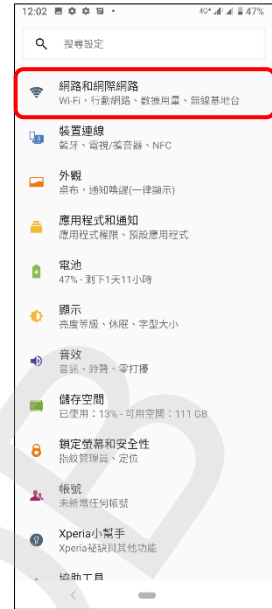 12:02 4G+ 47%
搜尋設定
網路和網際網路
Wi-Fi、行動網路、數據用量、無線基地台
裝置連線
藍牙、電視/擴音器、NFC
外觀
桌布，通知喚醒(一律顯示)
應用程式和通知
應用程式權限、預設應用程式
電池
47% - 剩下1天11小時
顯示
亮度等級、休眠、字型大小
音效
音訊、鈴聲、零打擾
儲存空間
已使用：13% - 可用空間：111 GB
鎖定螢幕和安全性
指紋管理員、定位
帳號
未新增任何帳號
Xperia小幫手
Xperia祕訣與其他功能
協助工具